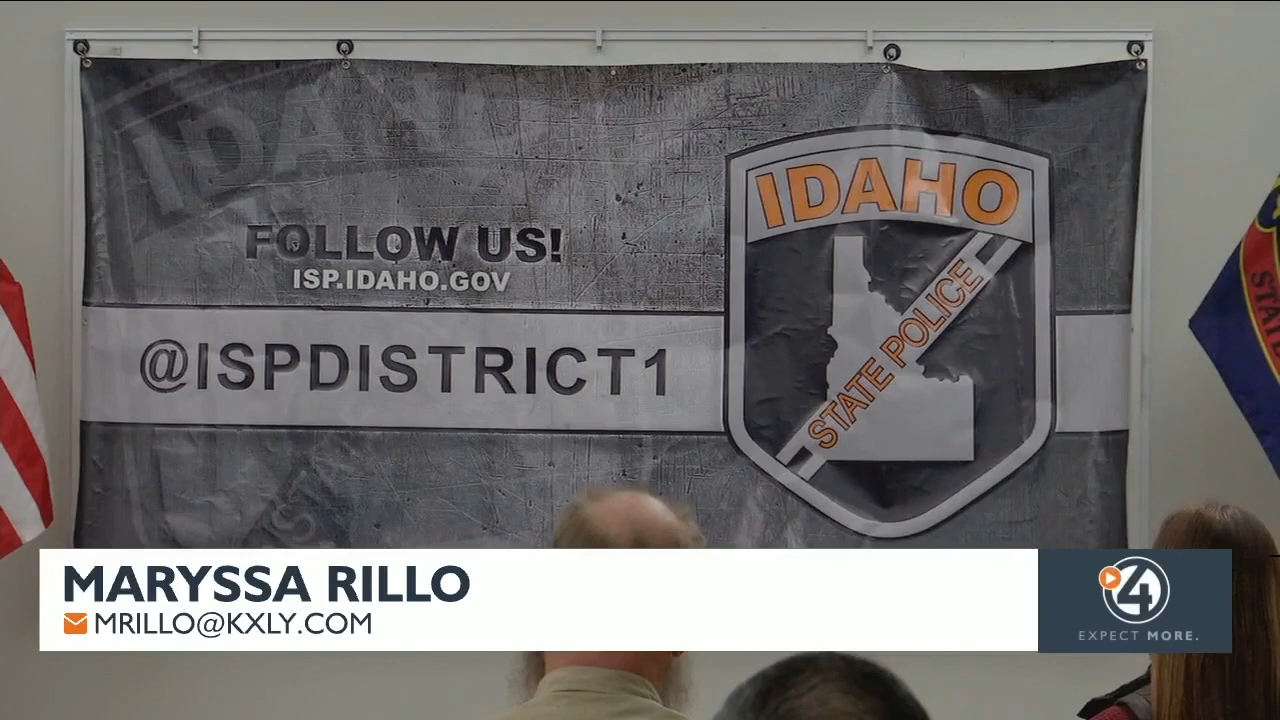 IDAHO
IDAHO
FOLLOW US!
ISP.IDAHO.GOV
@ISPDISTRICT1
STATE POLICE
MARYSSA RILLO
MRILLO@KXLY.COM
4
EXPECT MORE.